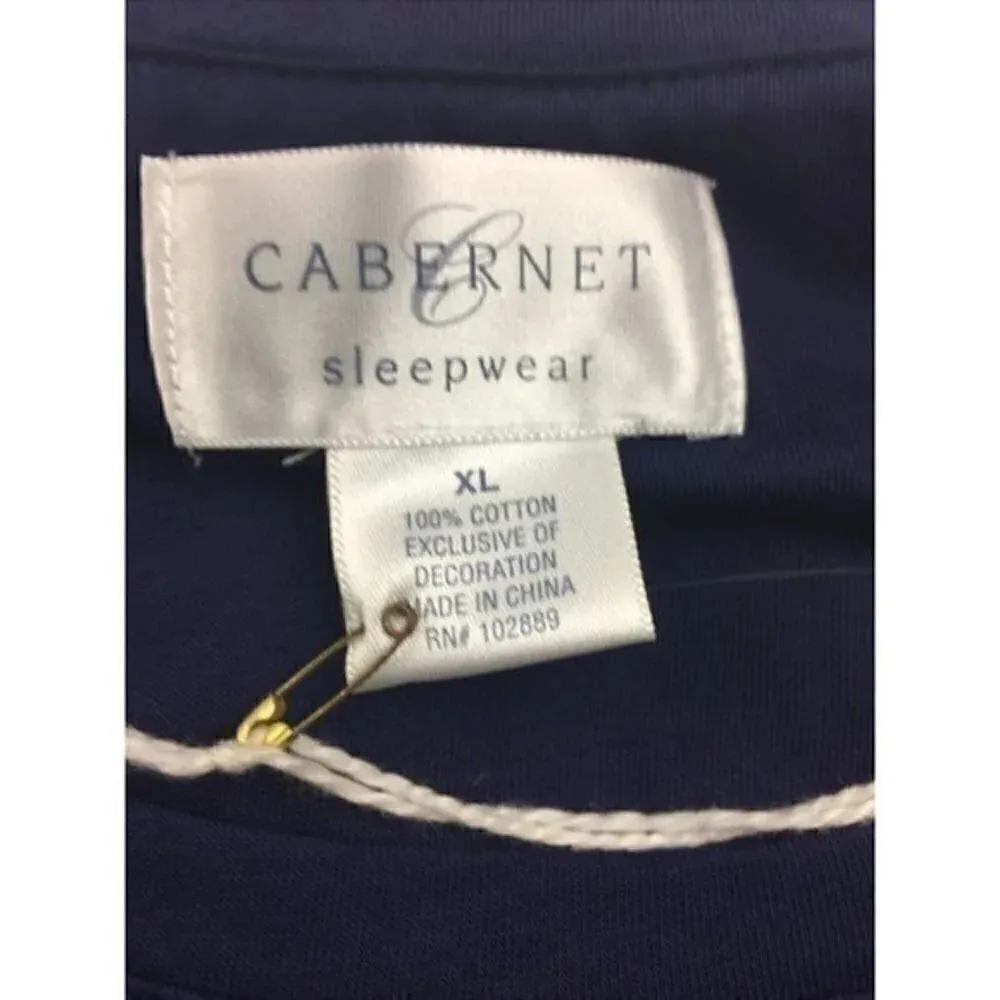 C
CABERNET
sleepwear
XL
100% COTTON
EXCLUSIVE OF
DECORATION
MADE IN CHINA
RN# 102889